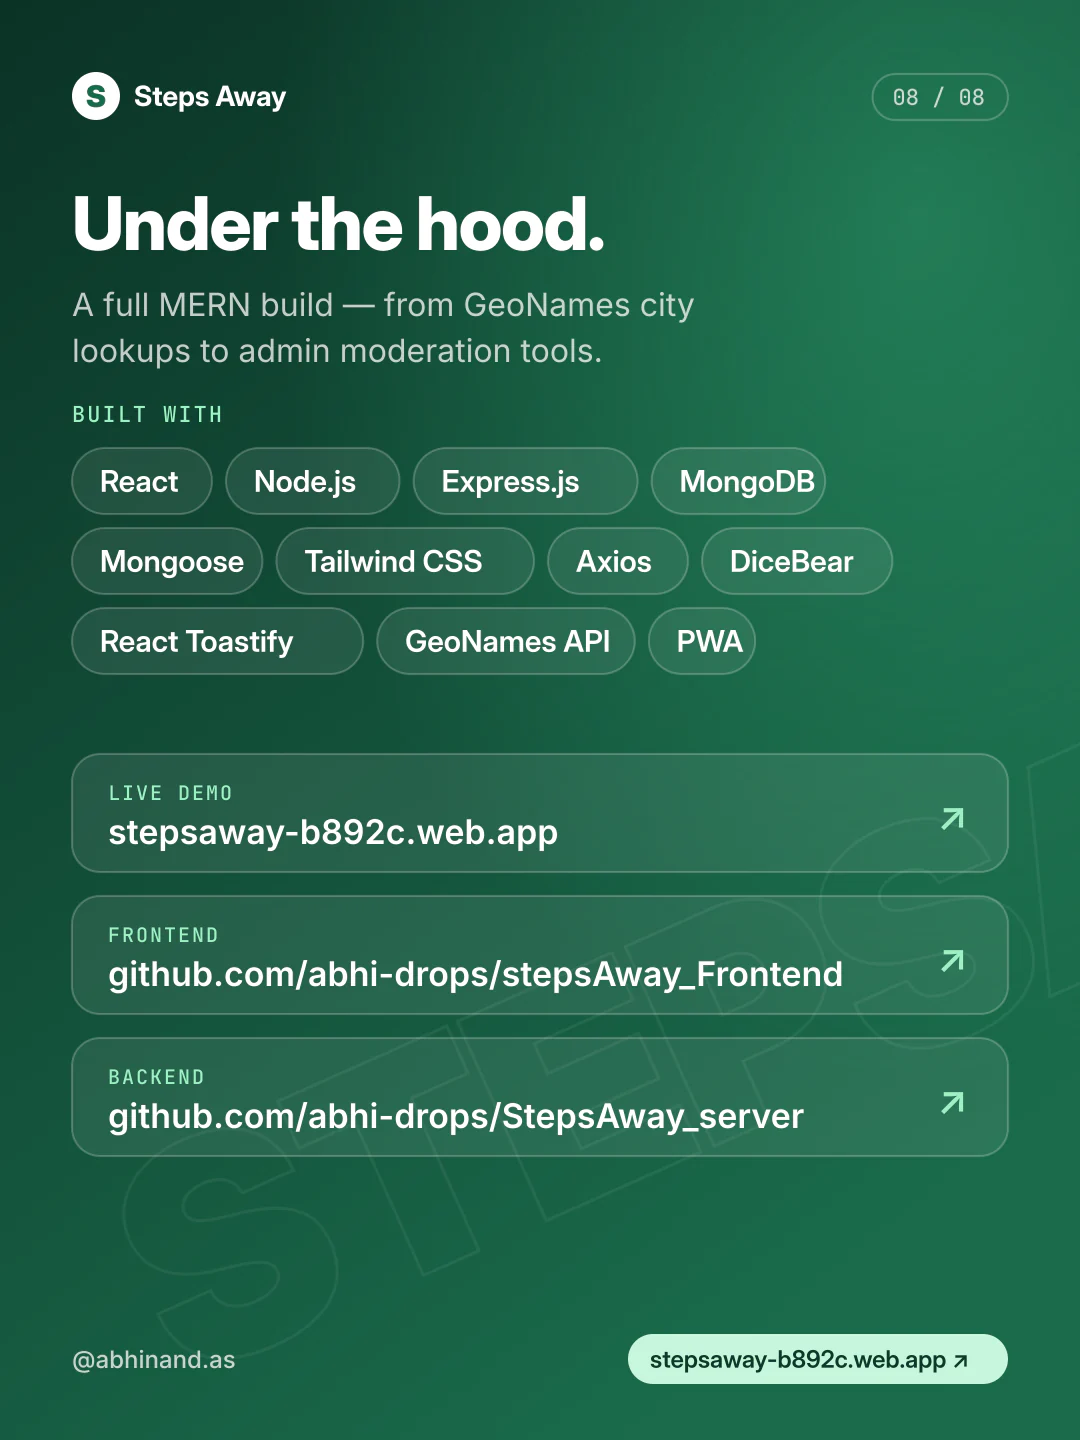 S Steps Away
08 / 08
Under the hood.
A full MERN build — from GeoNames city
lookups to admin moderation tools.
BUILT WITH
React Node.js Express.js MongoDB
Mongoose Tailwind CSS Axios DiceBear
React Toastify GeoNames API PWA
LIVE DEMO
stepsaway-b892c.web.app ↗
FRONTEND
github.com/abhi-drops/stepsAway_Frontend ↗
BACKEND
github.com/abhi-drops/StepsAway_server ↗
STEPSA
@abhinand.as
stepsaway-b892c.web.app ↗